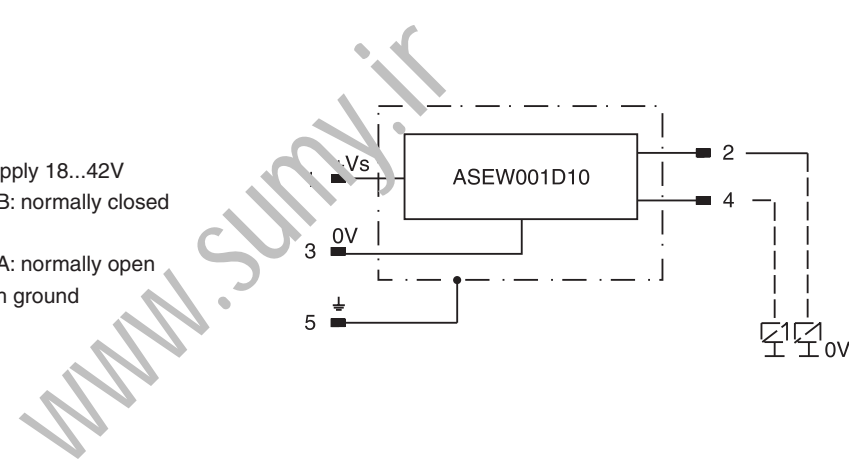 pply 18...42V
B: normally closed
A: normally open
n ground
+Vs
3 0V
5
ASEW001D10
2
4
0V
www.sumy.ir